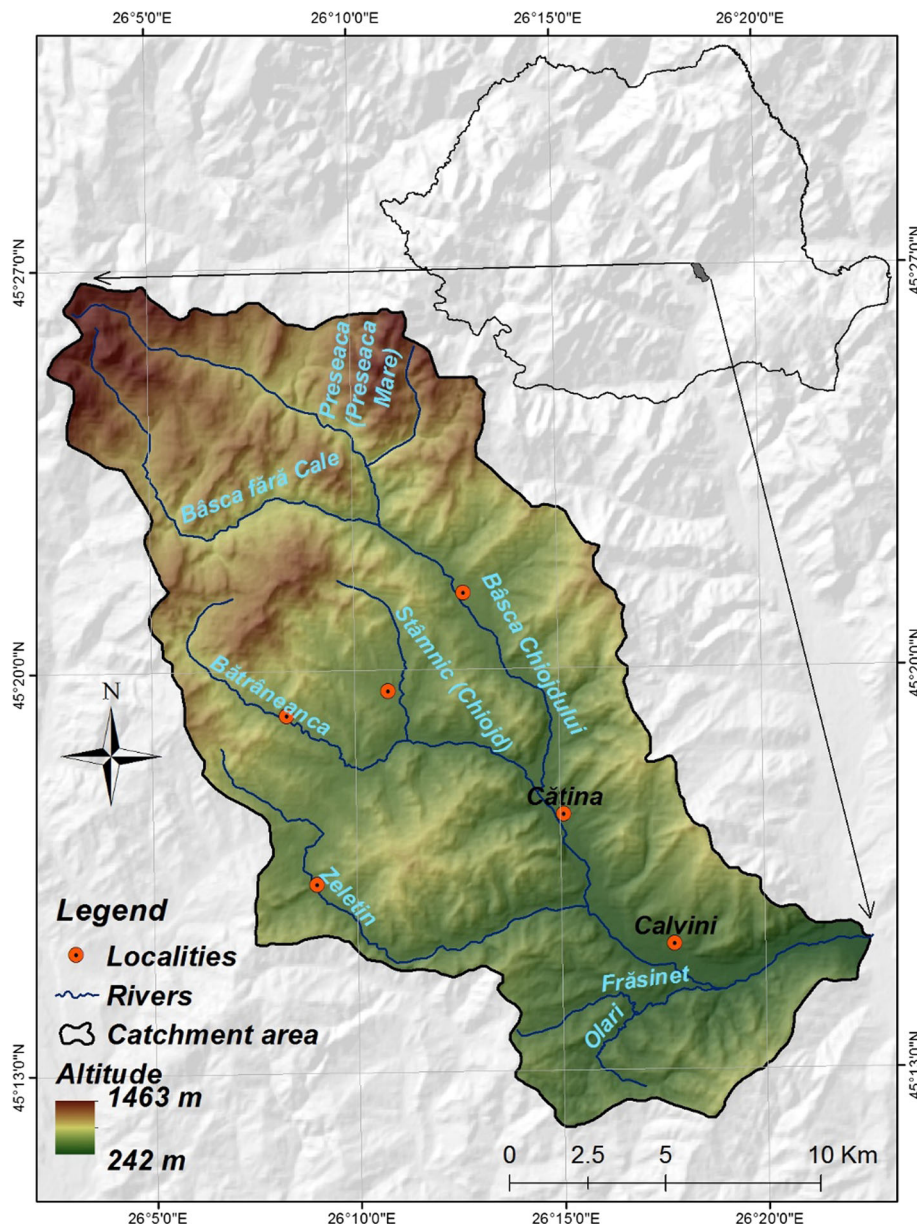 26°5'0"E
26°10'0"E
26°15'0"E
26°20'0"E
45°27'0"N
45°27'0"N
Preseaca
(Preseaca
Mare)
Bâsca fără Cale
Bâsca Chiojdului
Stâmnic (Chiojd)
45°20'0"N
45°20'0"N
Bătrâneanca
N
Cătina
Zeletin
Calvini
Frăsinet
Olari
Legend
Localities
Rivers
Catchment area
Altitude
1463 m
242 m
45°13'0"N
45°13'0"N
0 2.5 5 10 Km
26°5'0"E
26°10'0"E
26°15'0"E
26°20'0"E